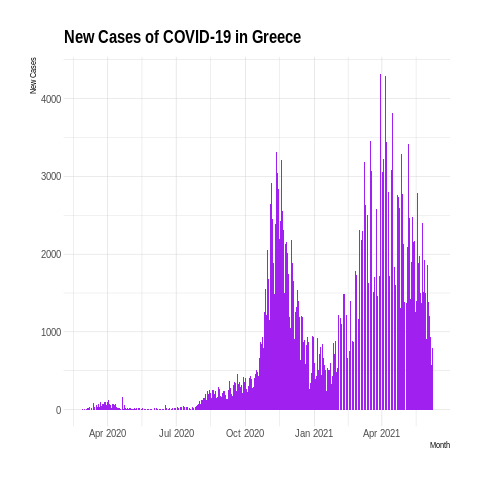 New Cases of COVID-19 in Greece
New Cases
4000
3000
2000
1000
0
Apr 2020 Jul 2020 Oct 2020 Jan 2021 Apr 2021
Month